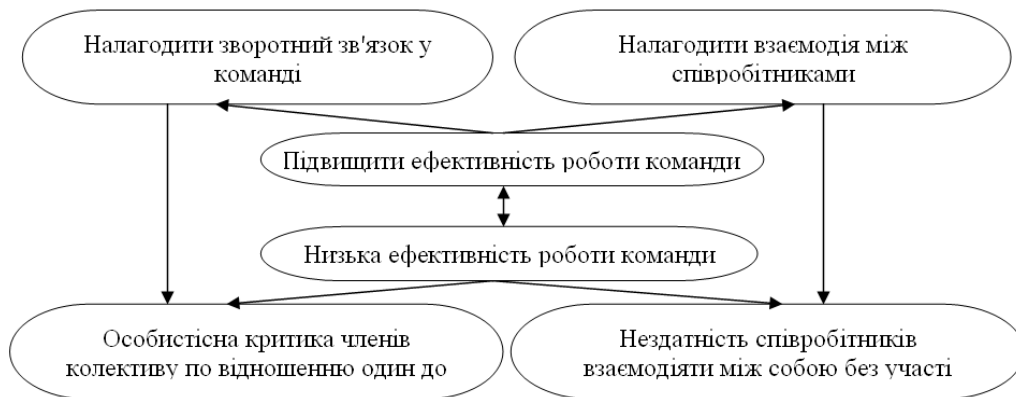 Налагодити зворотний зв'язок у
команді
Налагодити взаємодія між
співробітниками
Підвищити ефективність роботи команди
Низька ефективність роботи команди
Особистісна критика членів
колективу по відношенню один до
Нездатність співробітників
взаємодіяти між собою без участі